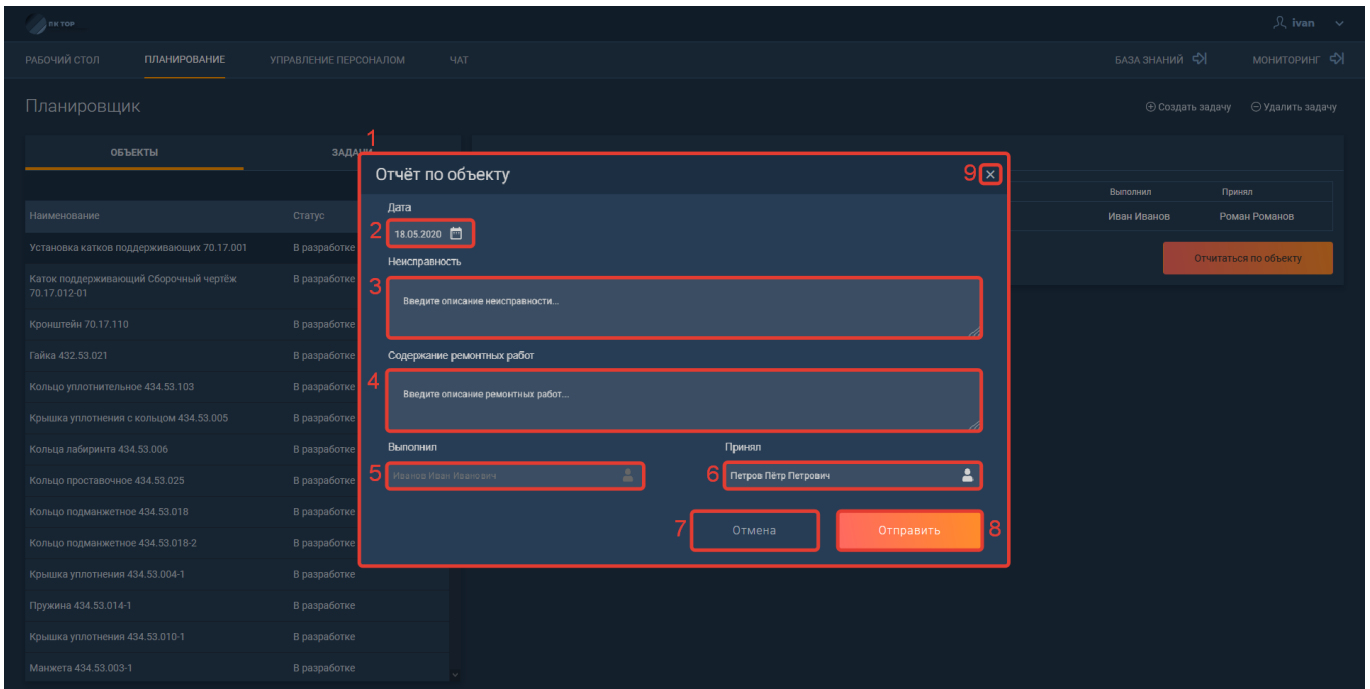 ПК ТОР
ivan
РАБОЧИЙ СТОЛ ПЛАНИРОВАНИЕ УПРАВЛЕНИЕ ПЕРСОНАЛОМ ЧАТ БАЗА ЗНАНИЙ МОНИТОРИНГ
Планировщик Создать задачу Удалить задачу
ОБЪЕКТЫ ЗАДАЧИ
Наименование Статус
Установка катков поддерживающих 70.17.001 В разработке
Каток поддерживающий Сборочный чертёж В разработке
70.17.012-01
Кронштейн 70.17.110 В разработке
Гайка 432.53.021 В разработке
Кольцо уплотнительное 434.53.103 В разработке
Крышка уплотнения с кольцом 434.53.005 В разработке
Кольца лабиринта 434.53.006 В разработке
Кольцо проставочное 434.53.025 В разработке
Кольцо подманжетное 434.53.018 В разработке
Кольцо подманжетное 434.53.018-2 В разработке
Крышка уплотнения 434.53.004-1 В разработке
Пружина 434.53.014-1 В разработке
Крышка уплотнения 434.53.010-1 В разработке
Манжета 434.53.003-1 В разработке
1
Отчёт по объекту 9
Дата
2 18.05.2020
Неисправность
3 Введите описание неисправности...
Содержание ремонтных работ
4 Введите описание ремонтных работ...
Выполнил Принял
5 Иванов Иван Иванович 6 Петров Пётр Петрович
7 Отмена Отправить 8
Выполнил Принял
Иван Иванов Роман Романов
Отчитаться по объекту